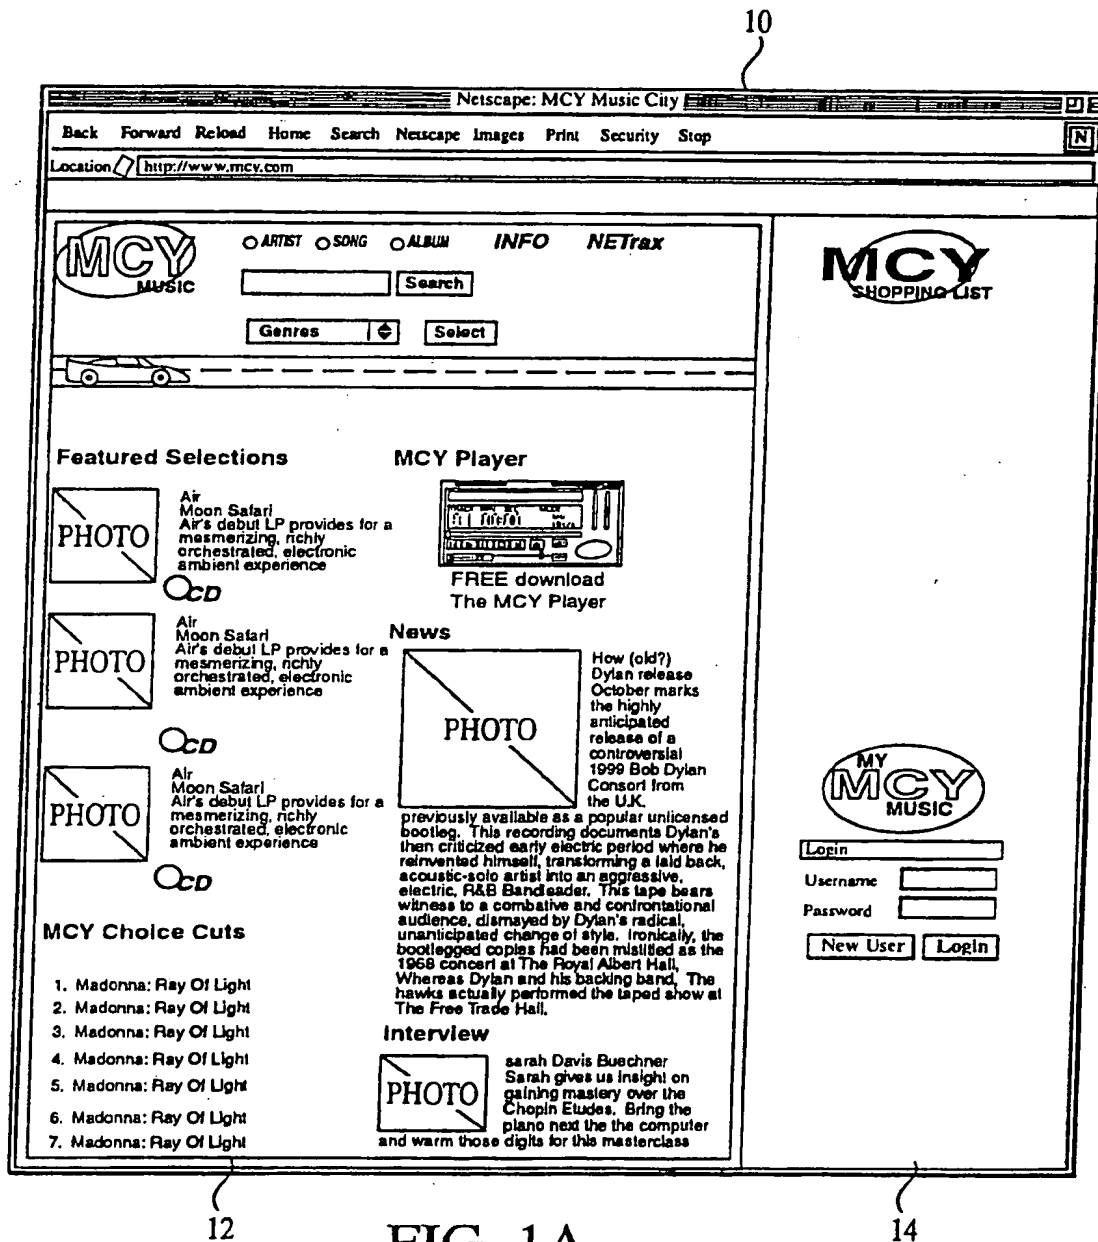 10
Netscape: MCY Music City
Back Forward Reload Home Search Netscape Images Print Security Stop
N
Location http://www.mcy.com
MCY
MUSIC
ARTIST SONG ALBUM INFO NETrax
Search
Genres Select
MCY
SHOPPING LIST
Featured Selections
PHOTO
Air
Moon Safari
Air's debut LP provides for a
mesmerizing, richly
orchestrated, electronic
ambient experience
CD
PHOTO
Air
Moon Safari
Air's debut LP provides for a
mesmerizing, richly
orchestrated, electronic
ambient experience
CD
PHOTO
Air
Moon Safari
Air's debut LP provides for a
mesmerizing, richly
orchestrated, electronic
ambient experience
CD
MCY Choice Cuts
1. Madonna: Ray Of Light
2. Madonna: Ray Of Light
3. Madonna: Ray Of Light
4. Madonna: Ray Of Light
5. Madonna: Ray Of Light
6. Madonna: Ray Of Light
7. Madonna: Ray Of Light
MCY Player
FREE download
The MCY Player
News
PHOTO
How (old?)
Dylan release
October marks
the highly
anticipated
release of a
controversial
1999 Bob Dylan
Consort from
the U.K.
previously available as a popular unlicensed
bootleg. This recording documents Dylan's
then criticized early electric period where he
reinvented himself, transforming a laid back,
acoustic-solo artist into an aggressive,
electric, R&B Bandleader. This tape bears
witness to a combative and confrontational
audience, dismayed by Dylan's radical,
unanticipated change of style. Ironically, the
bootlegged copies had been mistitled as the
1968 concert at The Royal Albert Hall,
Whereas Dylan and his backing band, The
hawks actually performed the taped show at
The Free Trade Hall.
Interview
PHOTO
sarah Davis Buechner
Sarah gives us insight on
gaining mastery over the
Chopin Etudes. Bring the
piano next the the computer
and warm those digits for this masterclass
MY
MCY
MUSIC
Login
Username
Password
New User Login
12
14
FIG. 1A